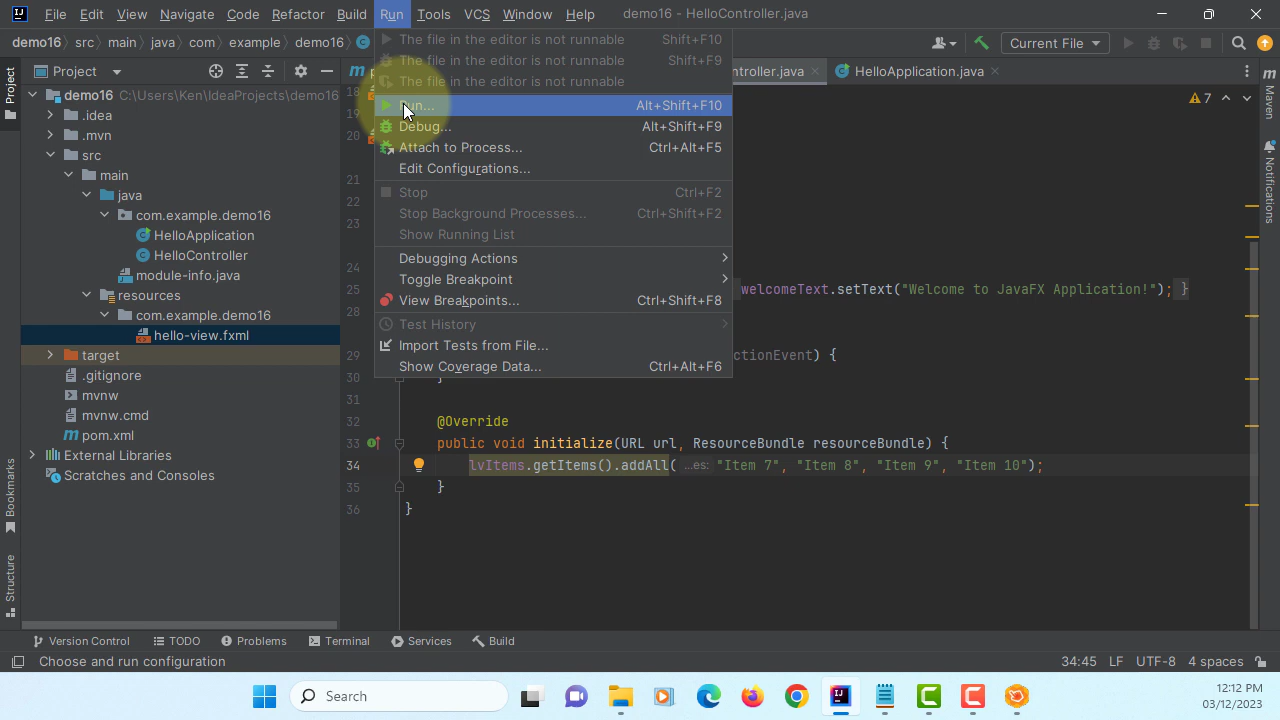 IJ File Edit View Navigate Code Refactor Build Run Tools VCS Window Help demo16 - HelloController.java
demo16 src main java com example demo16 C Current File
Project
Project
ntroller.java C HelloApplication.java
Maven
Notifications
Bookmarks
Structure
demo16 C:\Users\Ken\IdeaProjects\demo16
.idea
.mvn
src
main
java
com.example.demo16
HelloApplication
HelloController
module-info.java
resources
com.example.demo16
hello-view.fxml
target
.gitignore
mvnw
mvnw.cmd
pom.xml
External Libraries
Scratches and Consoles
The file in the editor is not runnable Shift+F10
The file in the editor is not runnable Shift+F9
The file in the editor is not runnable
Run... Alt+Shift+F10
Debug... Alt+Shift+F9
Attach to Process... Ctrl+Alt+F5
Edit Configurations...
Stop Ctrl+F2
Stop Background Processes... Ctrl+Shift+F2
Show Running List
Debugging Actions
Toggle Breakpoint
View Breakpoints... Ctrl+Shift+F8
Test History
Import Tests from File...
Show Coverage Data... Ctrl+Alt+F6
7
18
19
20
21
22
23
24
25 welcomeText.setText("Welcome to JavaFX Application!"); }
28
29 ctionEvent) {
30 }
31
32 @Override
33 public void initialize(URL url, ResourceBundle resourceBundle) {
34 lvItems.getItems().addAll( ...es: "Item 7", "Item 8", "Item 9", "Item 10");
35 }
36 }
Version Control TODO Problems Terminal Services Build
Choose and run configuration 34:45 LF UTF-8 4 spaces
Search
12:12 PM
03/12/2023